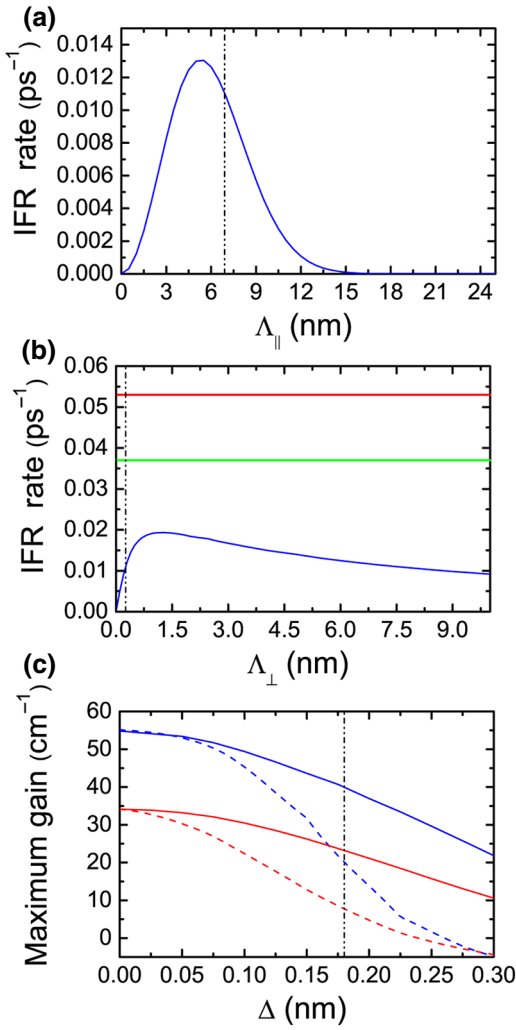 (a)
IFR rate (ps⁻¹)
0.014
0.012
0.010
0.008
0.006
0.004
0.002
0.000
0 3 6 9 12 15 18 21 24
Λ∥ (nm)
(b)
IFR rate (ps⁻¹)
0.06
0.05
0.04
0.03
0.02
0.01
0.00
0.0 1.5 3.0 4.5 6.0 7.5 9.0
Λ⊥ (nm)
(c)
Maximum gain (cm⁻¹)
60
50
40
30
20
10
0
0.00 0.05 0.10 0.15 0.20 0.25 0.30
Δ (nm)